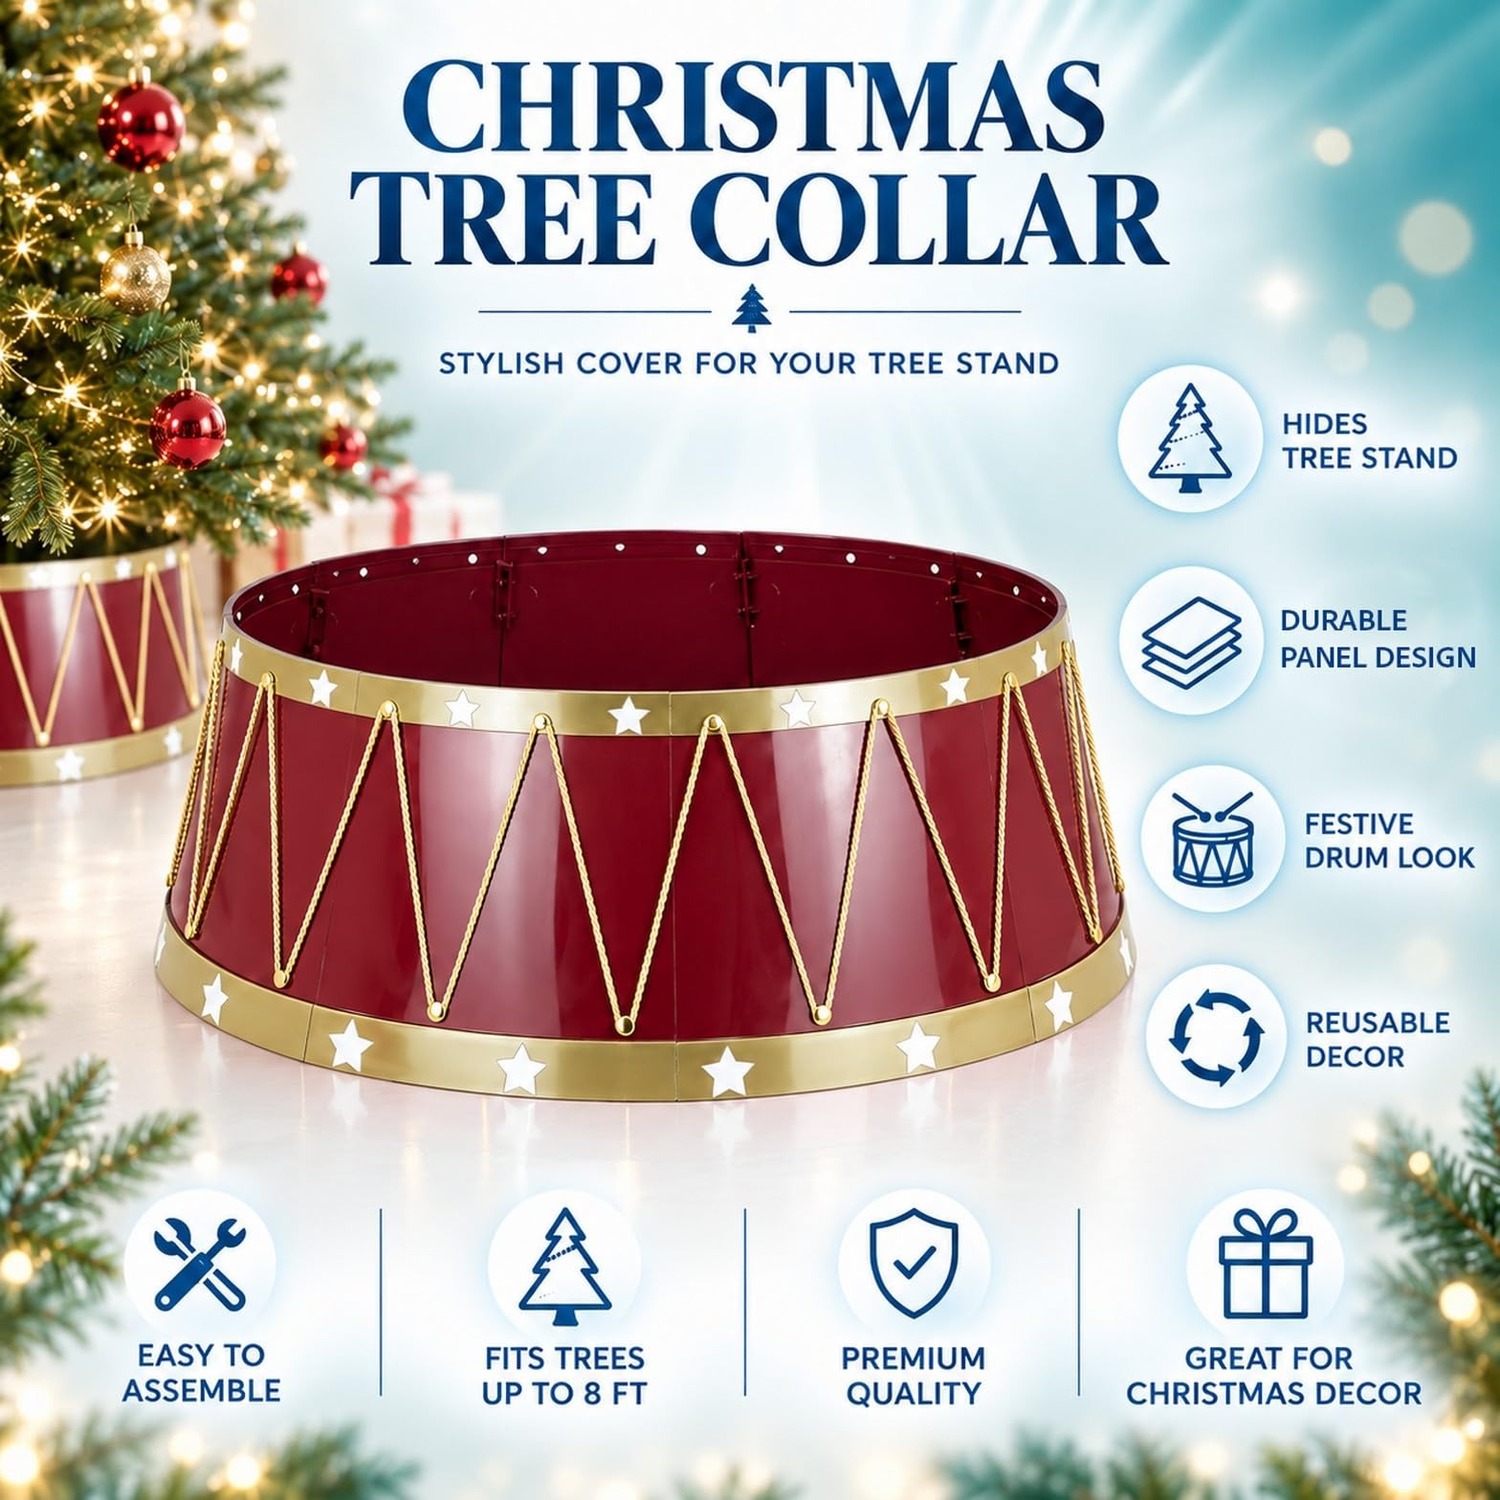 CHRISTMAS
TREE COLLAR
STYLISH COVER FOR YOUR TREE STAND
HIDES
TREE STAND
DURABLE
PANEL DESIGN
FESTIVE
DRUM LOOK
REUSABLE
DECOR
EASY TO
ASSEMBLE
FITS TREES
UP TO 8 FT
PREMIUM
QUALITY
GREAT FOR
CHRISTMAS DECOR